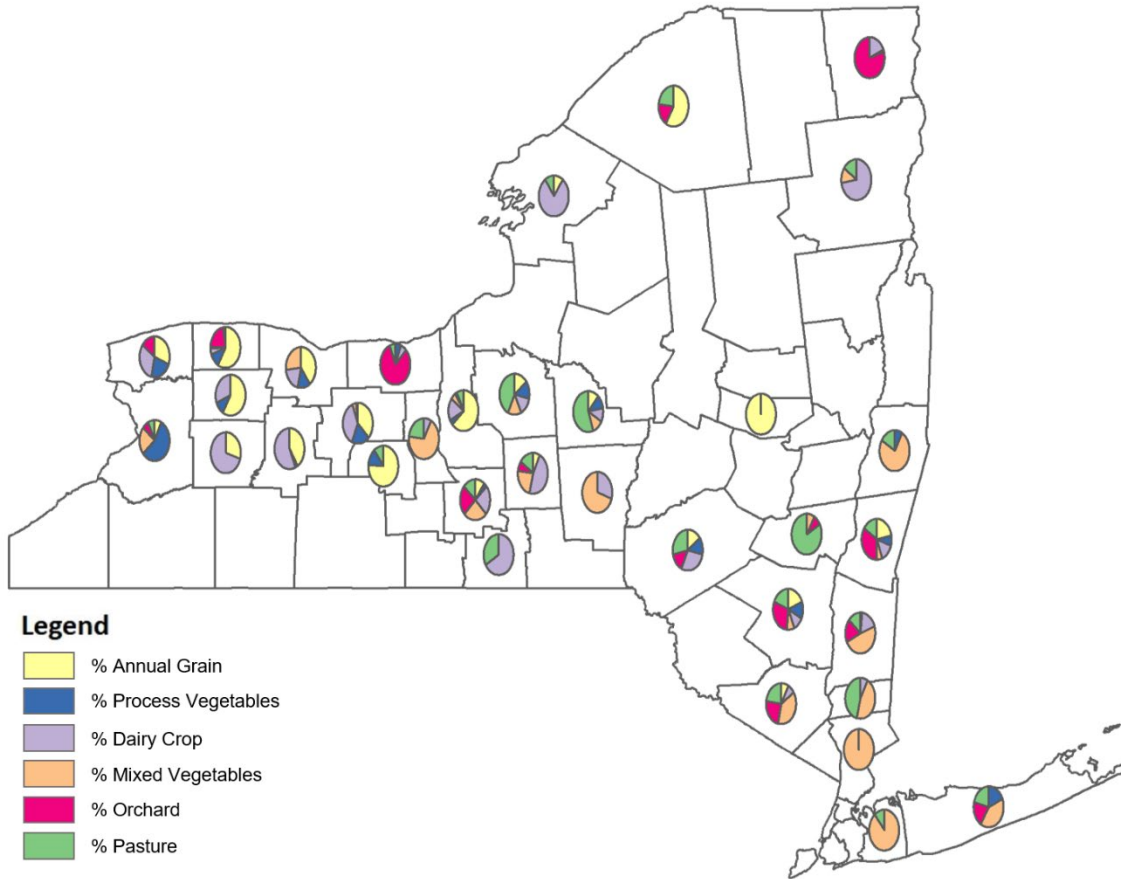 Legend
% Annual Grain
% Process Vegetables
% Dairy Crop
% Mixed Vegetables
% Orchard
% Pasture